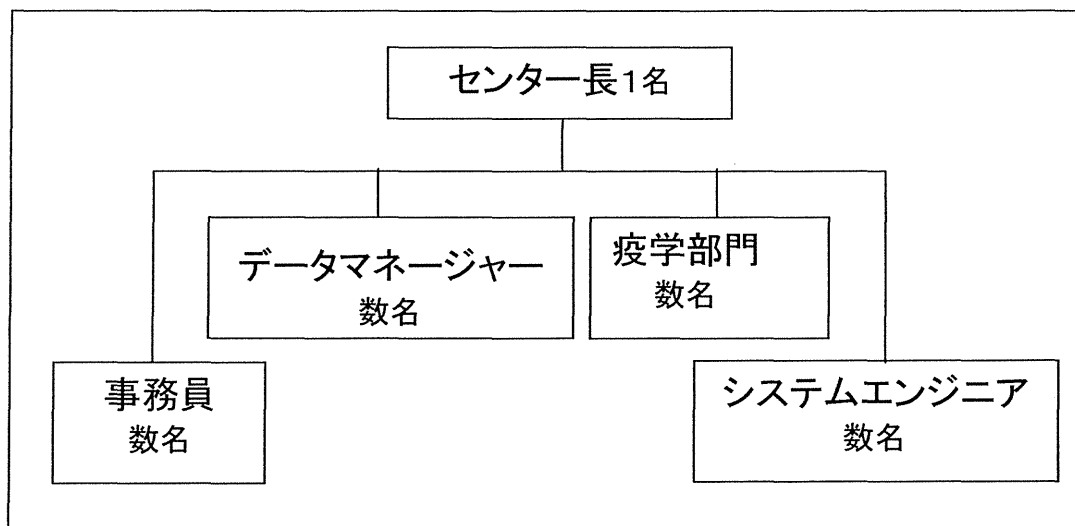 センター長1名
データマネージャー
数名
疫学部門
数名
事務員
数名
システムエンジニア
数名